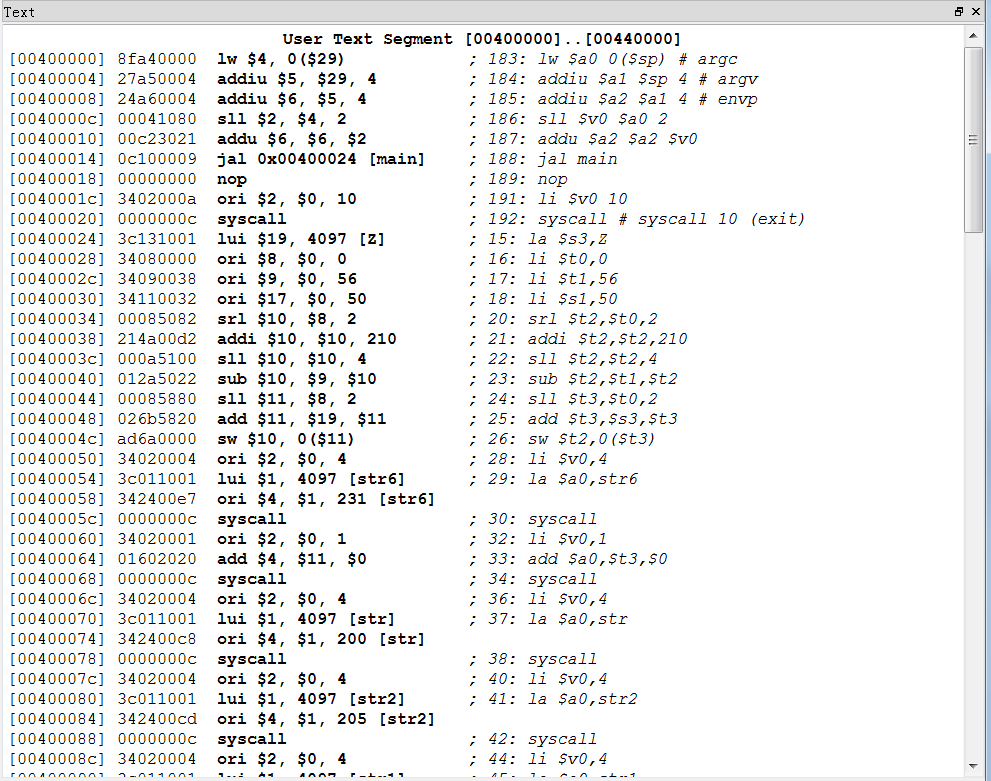 Text
User Text Segment [00400000]..[00440000]
[00400000] 8fa40000 lw $4, 0($29) ; 183: lw $a0 0($sp) # argc
[00400004] 27a50004 addiu $5, $29, 4 ; 184: addiu $a1 $sp 4 # argv
[00400008] 24a60004 addiu $6, $5, 4 ; 185: addiu $a2 $a1 4 # envp
[0040000c] 00041080 sll $2, $4, 2 ; 186: sll $v0 $a0 2
[00400010] 00c23021 addu $6, $6, $2 ; 187: addu $a2 $a2 $v0
[00400014] 0c100009 jal 0x00400024 [main] ; 188: jal main
[00400018] 00000000 nop ; 189: nop
[0040001c] 3402000a ori $2, $0, 10 ; 191: li $v0 10
[00400020] 0000000c syscall ; 192: syscall # syscall 10 (exit)
[00400024] 3c131001 lui $19, 4097 [Z] ; 15: la $s3,Z
[00400028] 34080000 ori $8, $0, 0 ; 16: li $t0,0
[0040002c] 34090038 ori $9, $0, 56 ; 17: li $t1,56
[00400030] 34110032 ori $17, $0, 50 ; 18: li $s1,50
[00400034] 00085082 srl $10, $8, 2 ; 20: srl $t2,$t0,2
[00400038] 214a00d2 addi $10, $10, 210 ; 21: addi $t2,$t2,210
[0040003c] 000a5100 sll $10, $10, 4 ; 22: sll $t2,$t2,4
[00400040] 012a5022 sub $10, $9, $10 ; 23: sub $t2,$t1,$t2
[00400044] 00085880 sll $11, $8, 2 ; 24: sll $t3,$t0,2
[00400048] 026b5820 add $11, $19, $11 ; 25: add $t3,$s3,$t3
[0040004c] ad6a0000 sw $10, 0($11) ; 26: sw $t2,0($t3)
[00400050] 34020004 ori $2, $0, 4 ; 28: li $v0,4
[00400054] 3c011001 lui $1, 4097 [str6] ; 29: la $a0,str6
[00400058] 342400e7 ori $4, $1, 231 [str6]
[0040005c] 0000000c syscall ; 30: syscall
[00400060] 34020001 ori $2, $0, 1 ; 32: li $v0,1
[00400064] 01602020 add $4, $11, $0 ; 33: add $a0,$t3,$0
[00400068] 0000000c syscall ; 34: syscall
[0040006c] 34020004 ori $2, $0, 4 ; 36: li $v0,4
[00400070] 3c011001 lui $1, 4097 [str] ; 37: la $a0,str
[00400074] 342400c8 ori $4, $1, 200 [str]
[00400078] 0000000c syscall ; 38: syscall
[0040007c] 34020004 ori $2, $0, 4 ; 40: li $v0,4
[00400080] 3c011001 lui $1, 4097 [str2] ; 41: la $a0,str2
[00400084] 342400cd ori $4, $1, 205 [str2]
[00400088] 0000000c syscall ; 42: syscall
[0040008c] 34020004 ori $2, $0, 4 ; 44: li $v0,4